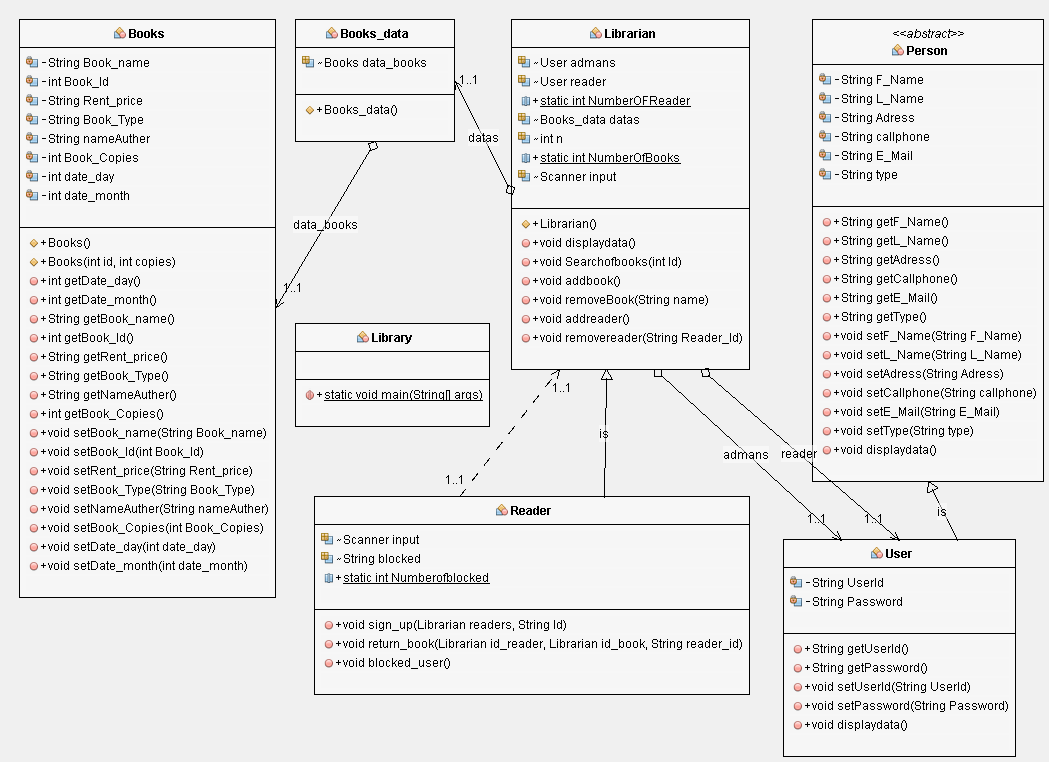 Books
-String Book_name
-int Book_Id
-String Rent_price
-String Book_Type
-String nameAuther
-int Book_Copies
-int date_day
-int date_month
+Books()
+Books(int id, int copies)
+int getDate_day()
+int getDate_month()
+String getBook_name()
+int getBook_Id()
+String getRent_price()
+String getBook_Type()
+String getNameAuther()
+int getBook_Copies()
+void setBook_name(String Book_name)
+void setBook_Id(int Book_Id)
+void setRent_price(String Rent_price)
+void setBook_Type(String Book_Type)
+void setNameAuther(String nameAuther)
+void setBook_Copies(int Book_Copies)
+void setDate_day(int date_day)
+void setDate_month(int date_month)
Books_data
~Books data_books
+Books_data()
1..1
datas
data_books
1..1
Library
+static void main(String[] args)
Librarian
~User admans
~User reader
+static int NumberOFReader
~Books_data datas
~int n
+static int NumberOfBooks
~Scanner input
+Librarian()
+void displaydata()
+void Searchofbooks(int Id)
+void addbook()
+void removeBook(String name)
+void addreader()
+void removereader(String Reader_Id)
1..1
is
1..1
admans
reader
1..1
1..1
Reader
~Scanner input
~String blocked
+static int Numberofblocked
+void sign_up(Librarian readers, String Id)
+void return_book(Librarian id_reader, Librarian id_book, String reader_id)
+void blocked_user()
<<abstract>>
Person
-String F_Name
-String L_Name
-String Adress
-String callphone
-String E_Mail
-String type
+String getF_Name()
+String getL_Name()
+String getAdress()
+String getCallphone()
+String getE_Mail()
+String getType()
+void setF_Name(String F_Name)
+void setL_Name(String L_Name)
+void setAdress(String Adress)
+void setCallphone(String callphone)
+void setE_Mail(String E_Mail)
+void setType(String type)
+void displaydata()
is
User
-String UserId
-String Password
+String getUserId()
+String getPassword()
+void setUserId(String UserId)
+void setPassword(String Password)
+void displaydata()